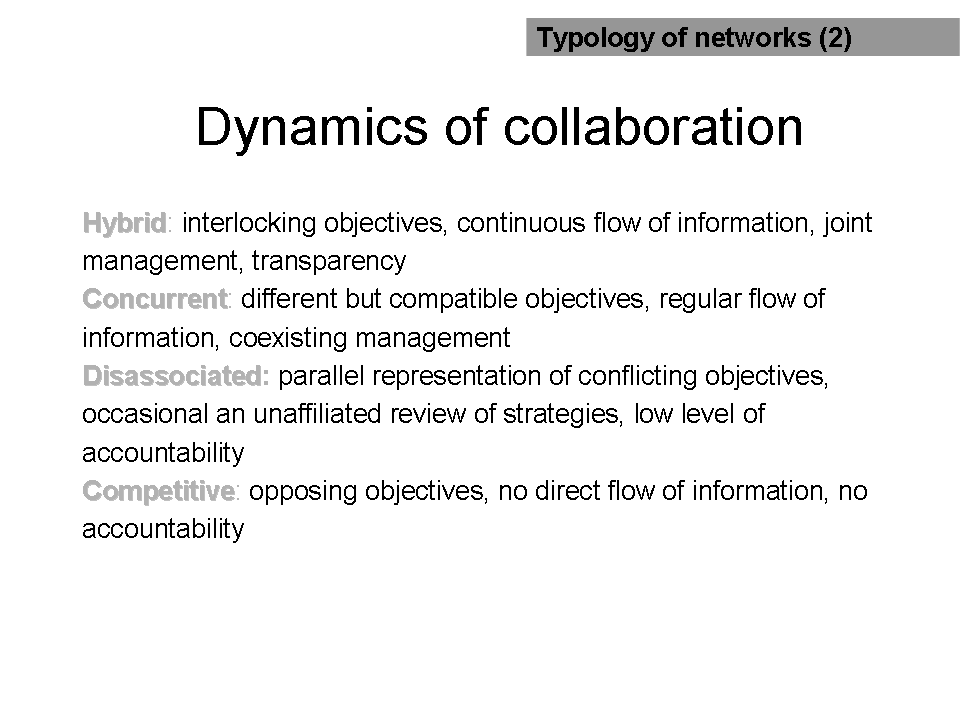 Typology of networks (2)
Dynamics of collaboration
Hybrid: interlocking objectives, continuous flow of information, joint
management, transparency
Concurrent: different but compatible objectives, regular flow of
information, coexisting management
Disassociated: parallel representation of conflicting objectives,
occasional an unaffiliated review of strategies, low level of
accountability
Competitive: opposing objectives, no direct flow of information, no
accountability